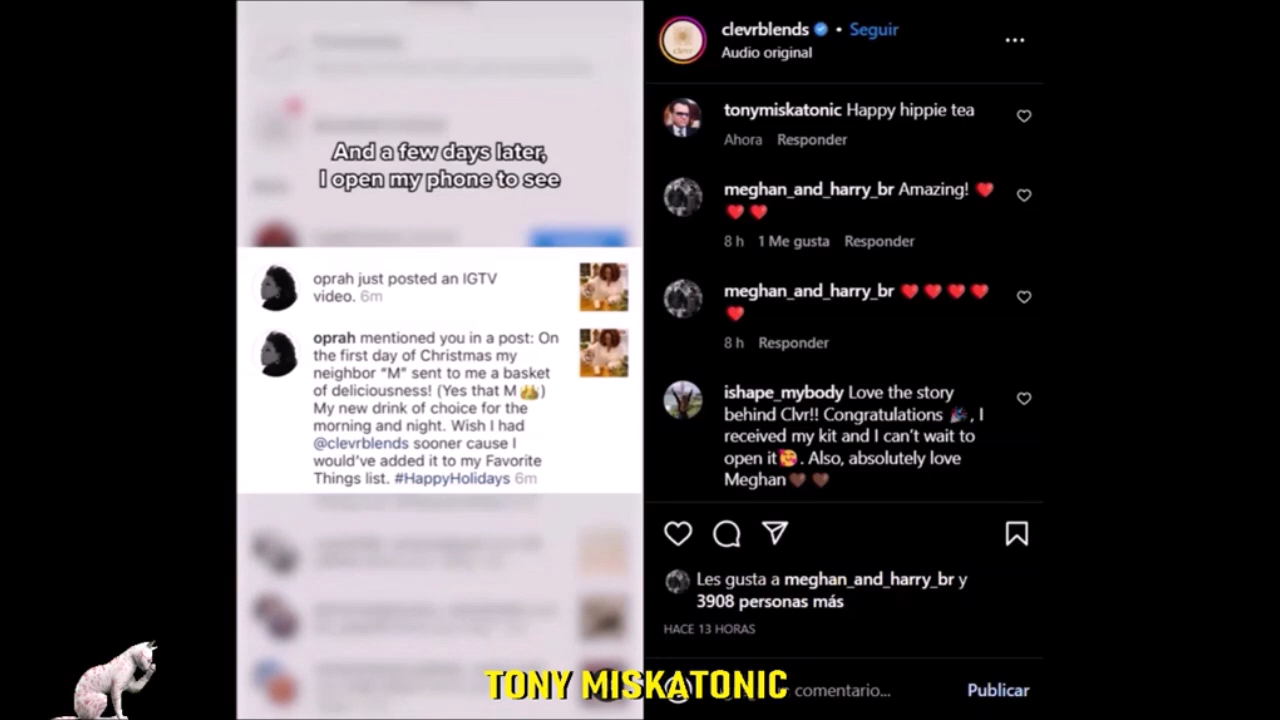 And a few days later,
I open my phone to see
oprah just posted an IGTV
video. 6m
oprah mentioned you in a post: On
the first day of Christmas my
neighbor "M" sent to me a basket
of deliciousness! (Yes that M👑)
My new drink of choice for the
morning and night. Wish I had
@clevrblends sooner cause I
would've added it to my Favorite
Things list. #HappyHolidays 6m
clevrblends • Seguir
Audio original
tonymiskatonic Happy hippie tea
Ahora Responder
meghan_and_harry_br Amazing! ❤️
❤️❤️
8 h 1 Me gusta Responder
meghan_and_harry_br ❤️❤️❤️❤️
❤️
8 h Responder
ishape_mybody Love the story
behind Clvr!! Congratulations 🎉, I
received my kit and I can't wait to
open it🥰. Also, absolutely love
Meghan🤎🤎
Les gusta a meghan_and_harry_br y
3908 personas más
HACE 13 HORAS
comentario...
Publicar
TONY MISKATONIC